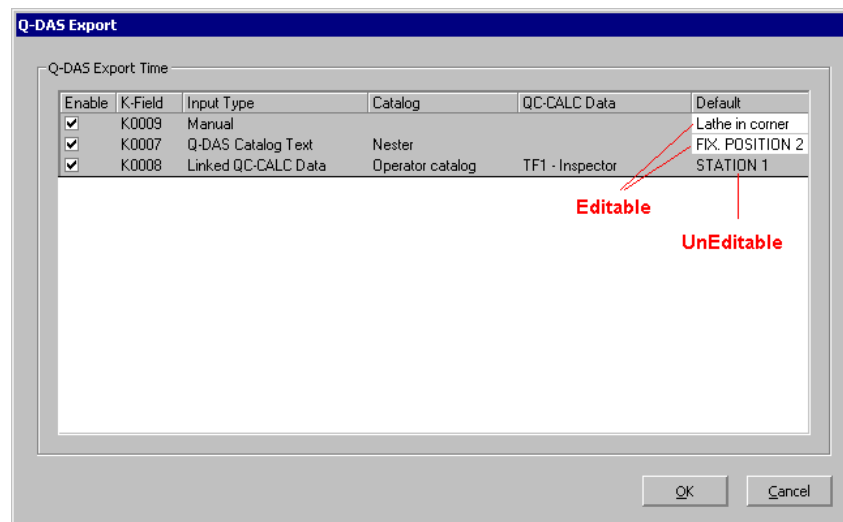 Q-DAS Export
Q-DAS Export Time
Enable K-Field Input Type Catalog QC-CALC Data Default
K0009 Manual Lathe in corner
K0007 Q-DAS Catalog Text Nester FIX. POSITION 2
K0008 Linked QC-CALC Data Operator catalog TF1 - Inspector STATION 1
Editable
UnEditable
OK Cancel